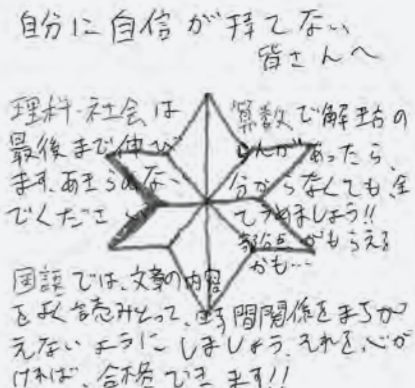 自分に自信が持てない
皆さんへ
理科・社会は
最後まで伸び
ます。あきらめない
でください
算数で解き方の
らんがあったら、
分からなくても、全
てうめましょう!!
部分点がもらえる
かも…
国語では、文章の内容
をよく読みとって、時間関係をまちが
えないようにしましょう。それを心が
ければ、合格できます!!